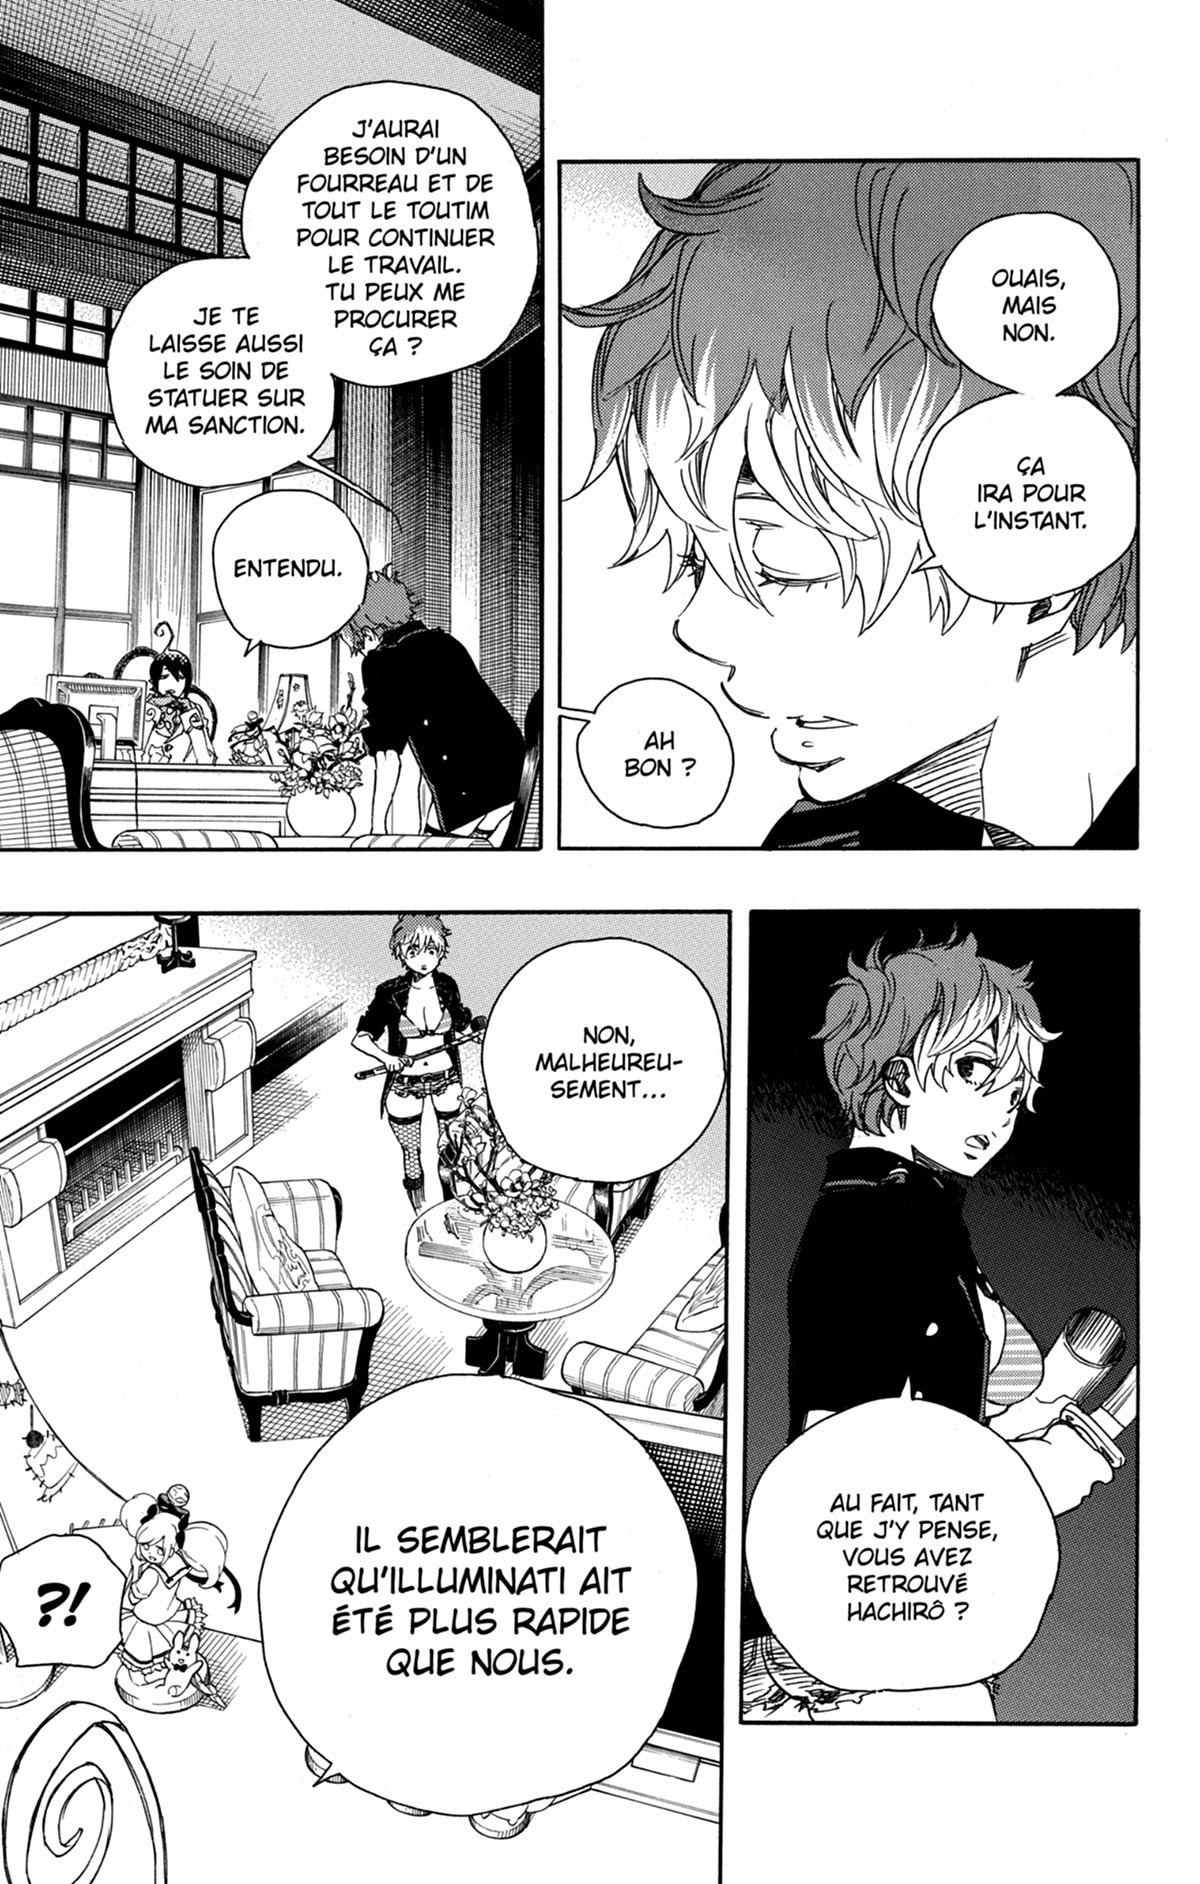 OUAIS,
MAIS
NON.
ÇA
IRA POUR
L'INSTANT.
AH
BON ?
J'AURAI
BESOIN D'UN
FOURREAU ET DE
TOUT LE TOUTIM
POUR CONTINUER
LE TRAVAIL.
TU PEUX ME
PROCURER
ÇA ?
JE TE
LAISSE AUSSI
LE SOIN DE
STATUER SUR
MA SANCTION.
ENTENDU.
AU FAIT, TANT
QUE J'Y PENSE,
VOUS AVEZ
RETROUVÉ
HACHIRÔ ?
NON,
MALHEUREU-
SEMENT...
IL SEMBLERAIT
QU'ILLUMINATI AIT
ÉTÉ PLUS RAPIDE
QUE NOUS.
?!